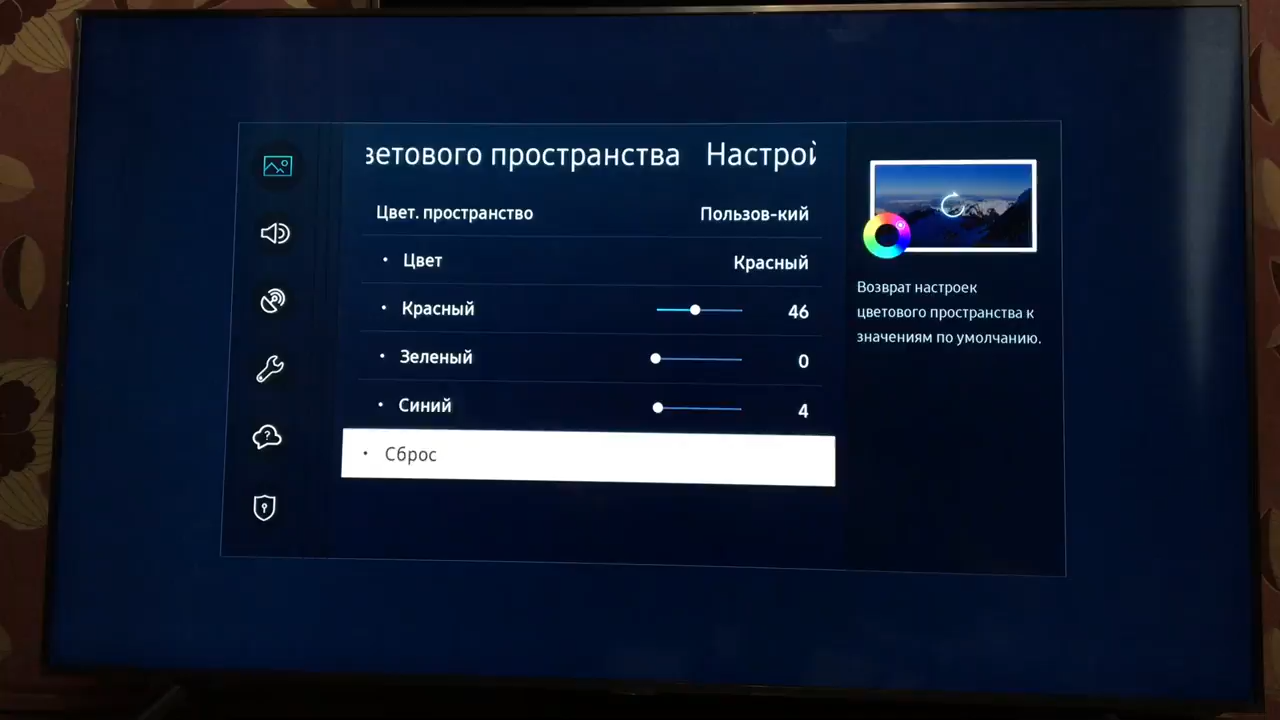 зетового пространства Настрой
Цвет. пространство Пользов-кий
• Цвет Красный
• Красный 46
• Зеленый 0
• Синий 4
• Сброс
Возврат настроек
цветового пространства к
значениям по умолчанию.